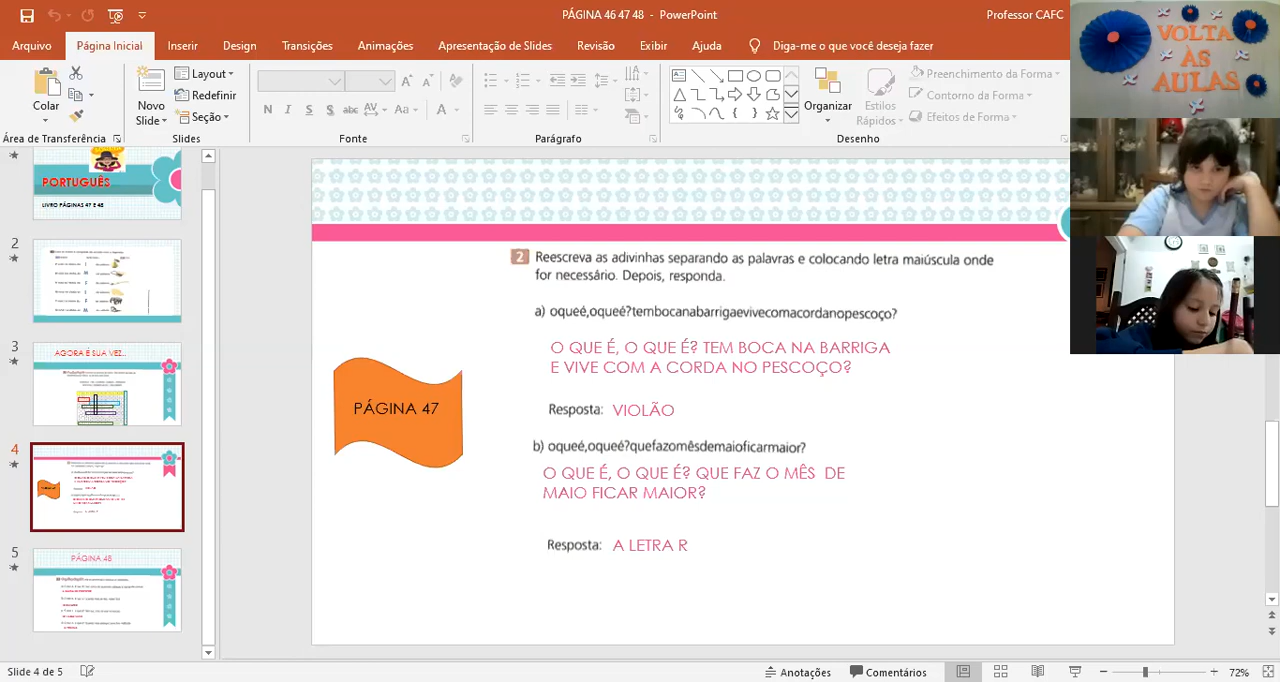 PÁGINA 46 47 48 - PowerPoint
Professor CAFC
Arquivo
Página Inicial
Inserir
Design
Transições
Animações
Apresentação de Slides
Revisão
Exibir
Ajuda
Diga-me o que você deseja fazer
Colar
Novo
Slide
Layout
Redefinir
Seção
Organizar
Estilos
Rápidos
Preenchimento da Forma
Contorno da Forma
Efeitos de Forma
Área de Transferência
Slides
Fonte
Parágrafo
Desenho
VOLTA
ÀS
AULAS
PORTUGUÊS
LIVRO PÁGINAS 47 E 48
2
3
AGORA É SUA VEZ...
4
5
PÁGINA 48
PÁGINA 47
2 Reescreva as adivinhas separando as palavras e colocando letra maiúscula onde
for necessário. Depois, responda.
a) oqueé,oqueé?tembocanabarrigaevivecomacordanopescoço?
O QUE É, O QUE É? TEM BOCA NA BARRIGA
E VIVE COM A CORDA NO PESCOÇO?
Resposta: VIOLÃO
b) oqueé,oqueé?quefazomêsdemaioficarmaior?
QUE É, O QUE É? QUE FAZ O MÊS DE
MAIO FICAR MAIOR?
Resposta: A LETRA R
Slide 4 de 5
Anotações
Comentários
72%